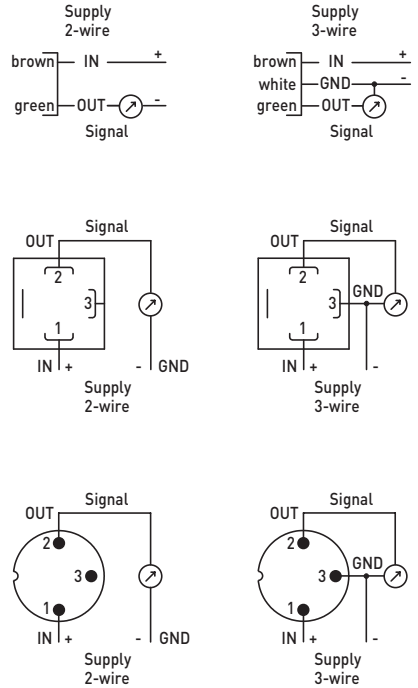 Supply
2-wire
brown IN +
green OUT -
Signal
Supply
3-wire
brown IN +
white GND -
green OUT
Signal
Signal
OUT
2
3
1
IN + - GND
Supply
2-wire
Signal
OUT
2
GND
3
1
IN + -
Supply
3-wire
Signal
OUT
2
3
1
IN + - GND
Supply
2-wire
Signal
OUT
2
GND
3
1
IN + -
Supply
3-wire